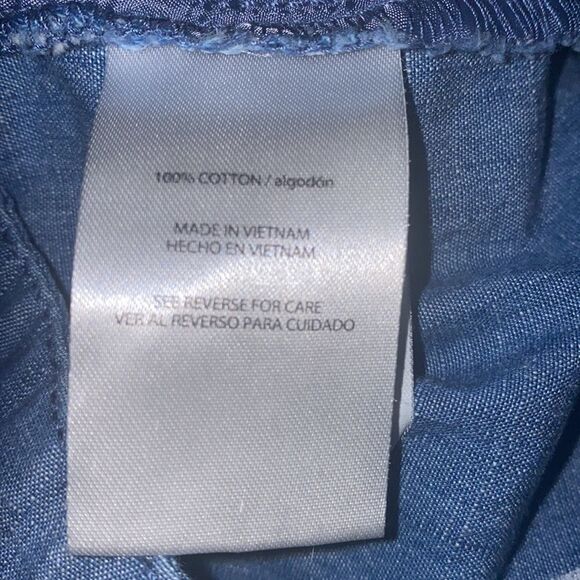 100% COTTON / algodón
MADE IN VIETNAM
HECHO EN VIETNAM
SEE REVERSE FOR CARE
VER AL REVERSO PARA CUIDADO